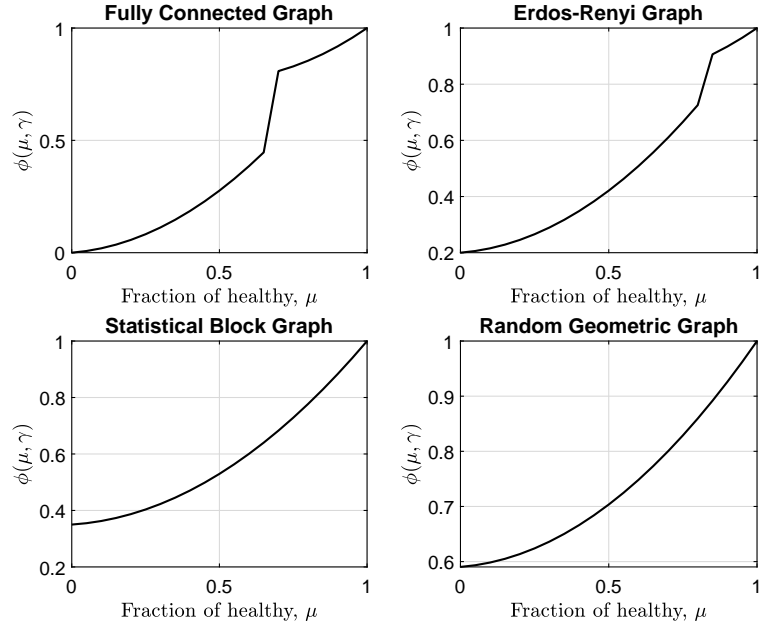 Fully Connected Graph
1
0.5
0
ϕ(μ, γ)
0
0.5
1
Fraction of healthy, μ
Erdos-Renyi Graph
1
0.8
0.6
0.4
0.2
ϕ(μ, γ)
0
0.5
1
Fraction of healthy, μ
Statistical Block Graph
1
0.8
0.6
0.4
0.2
ϕ(μ, γ)
0
0.5
1
Fraction of healthy, μ
Random Geometric Graph
1
0.9
0.8
0.7
0.6
ϕ(μ, γ)
0
0.5
1
Fraction of healthy, μ